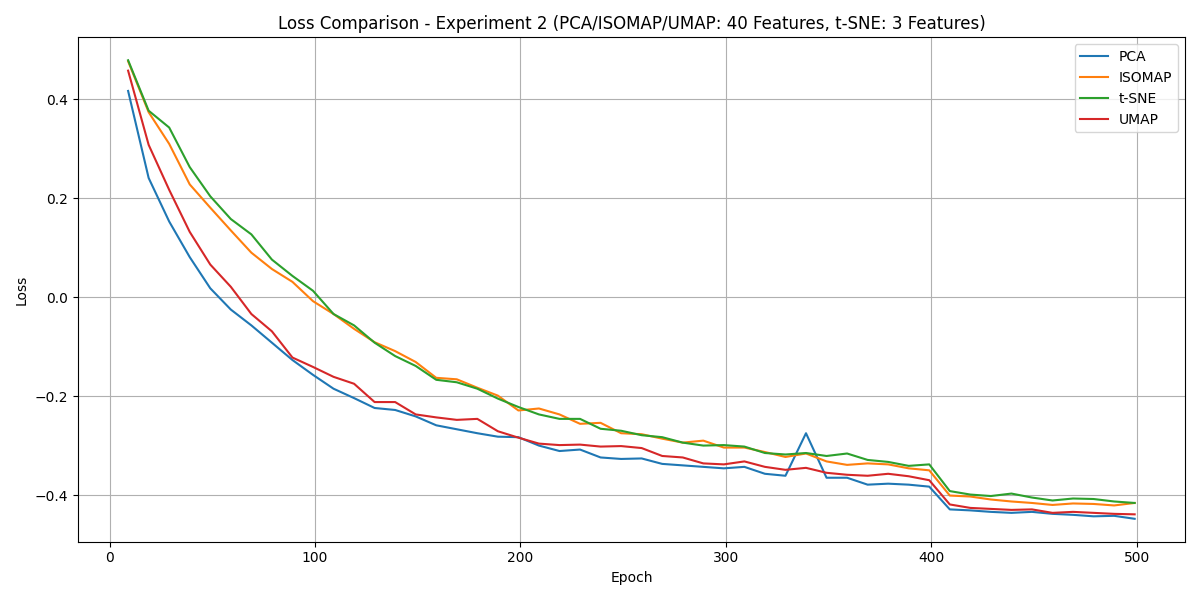 Loss Comparison - Experiment 2 (PCA/ISOMAP/UMAP: 40 Features, t-SNE: 3 Features)
PCA
ISOMAP
t-SNE
UMAP
Loss
0.4
0.2
0.0
−0.2
−0.4
0
100
200
300
400
500
Epoch